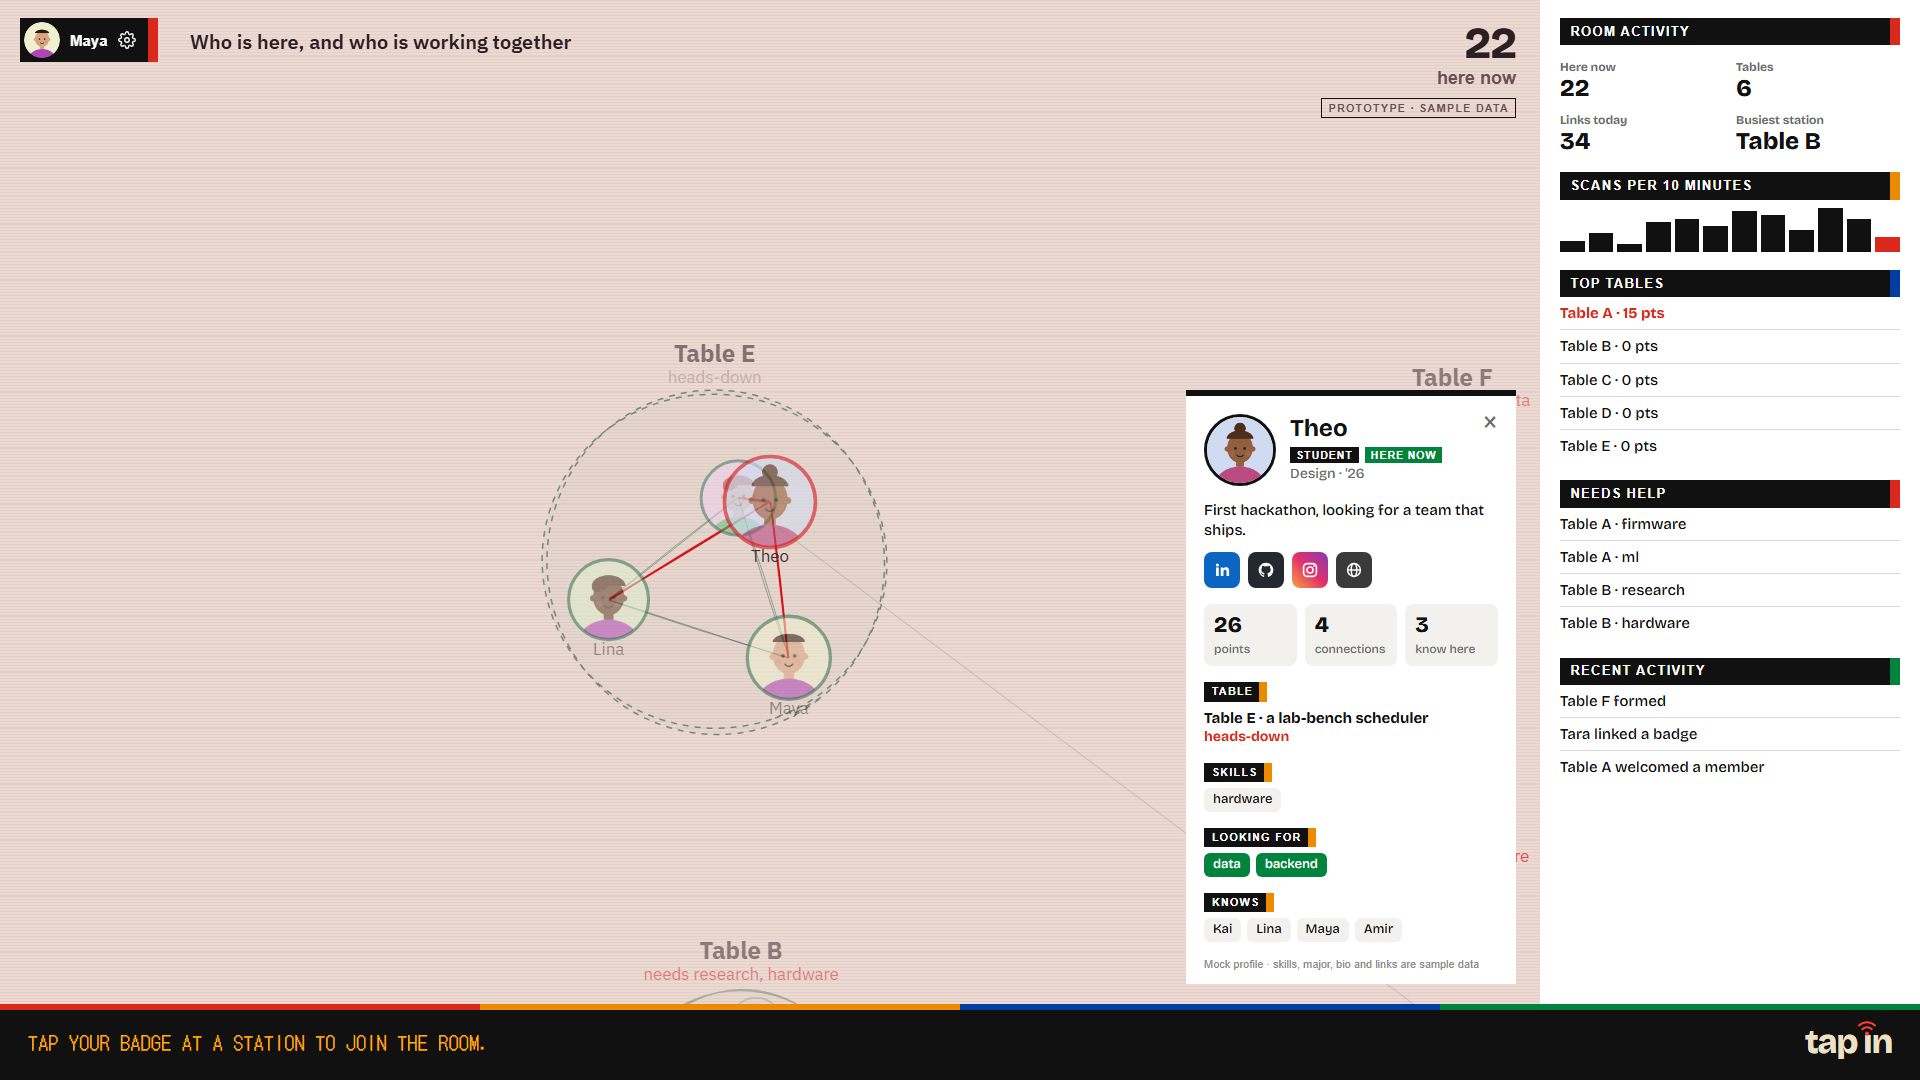 Maya
Who is here, and who is working together
22
here now
PROTOTYPE · SAMPLE DATA
Table E
heads-down
Theo
Lina
Maya
Table B
needs research, hardware
Table F
ta
re
Theo
STUDENT HERE NOW
Design · '26
First hackathon, looking for a team that
ships.
in
26 4 3
points connections know here
TABLE
Table E · a lab-bench scheduler
heads-down
SKILLS
hardware
LOOKING FOR
data backend
KNOWS
Kai Lina Maya Amir
Mock profile · skills, major, bio and links are sample data
ROOM ACTIVITY
Here now Tables
22 6
Links today Busiest station
34 Table B
SCANS PER 10 MINUTES
TOP TABLES
Table A · 15 pts
Table B · 0 pts
Table C · 0 pts
Table D · 0 pts
Table E · 0 pts
NEEDS HELP
Table A · firmware
Table A · ml
Table B · research
Table B · hardware
RECENT ACTIVITY
Table F formed
Tara linked a badge
Table A welcomed a member
TAP YOUR BADGE AT A STATION TO JOIN THE ROOM.
tap in